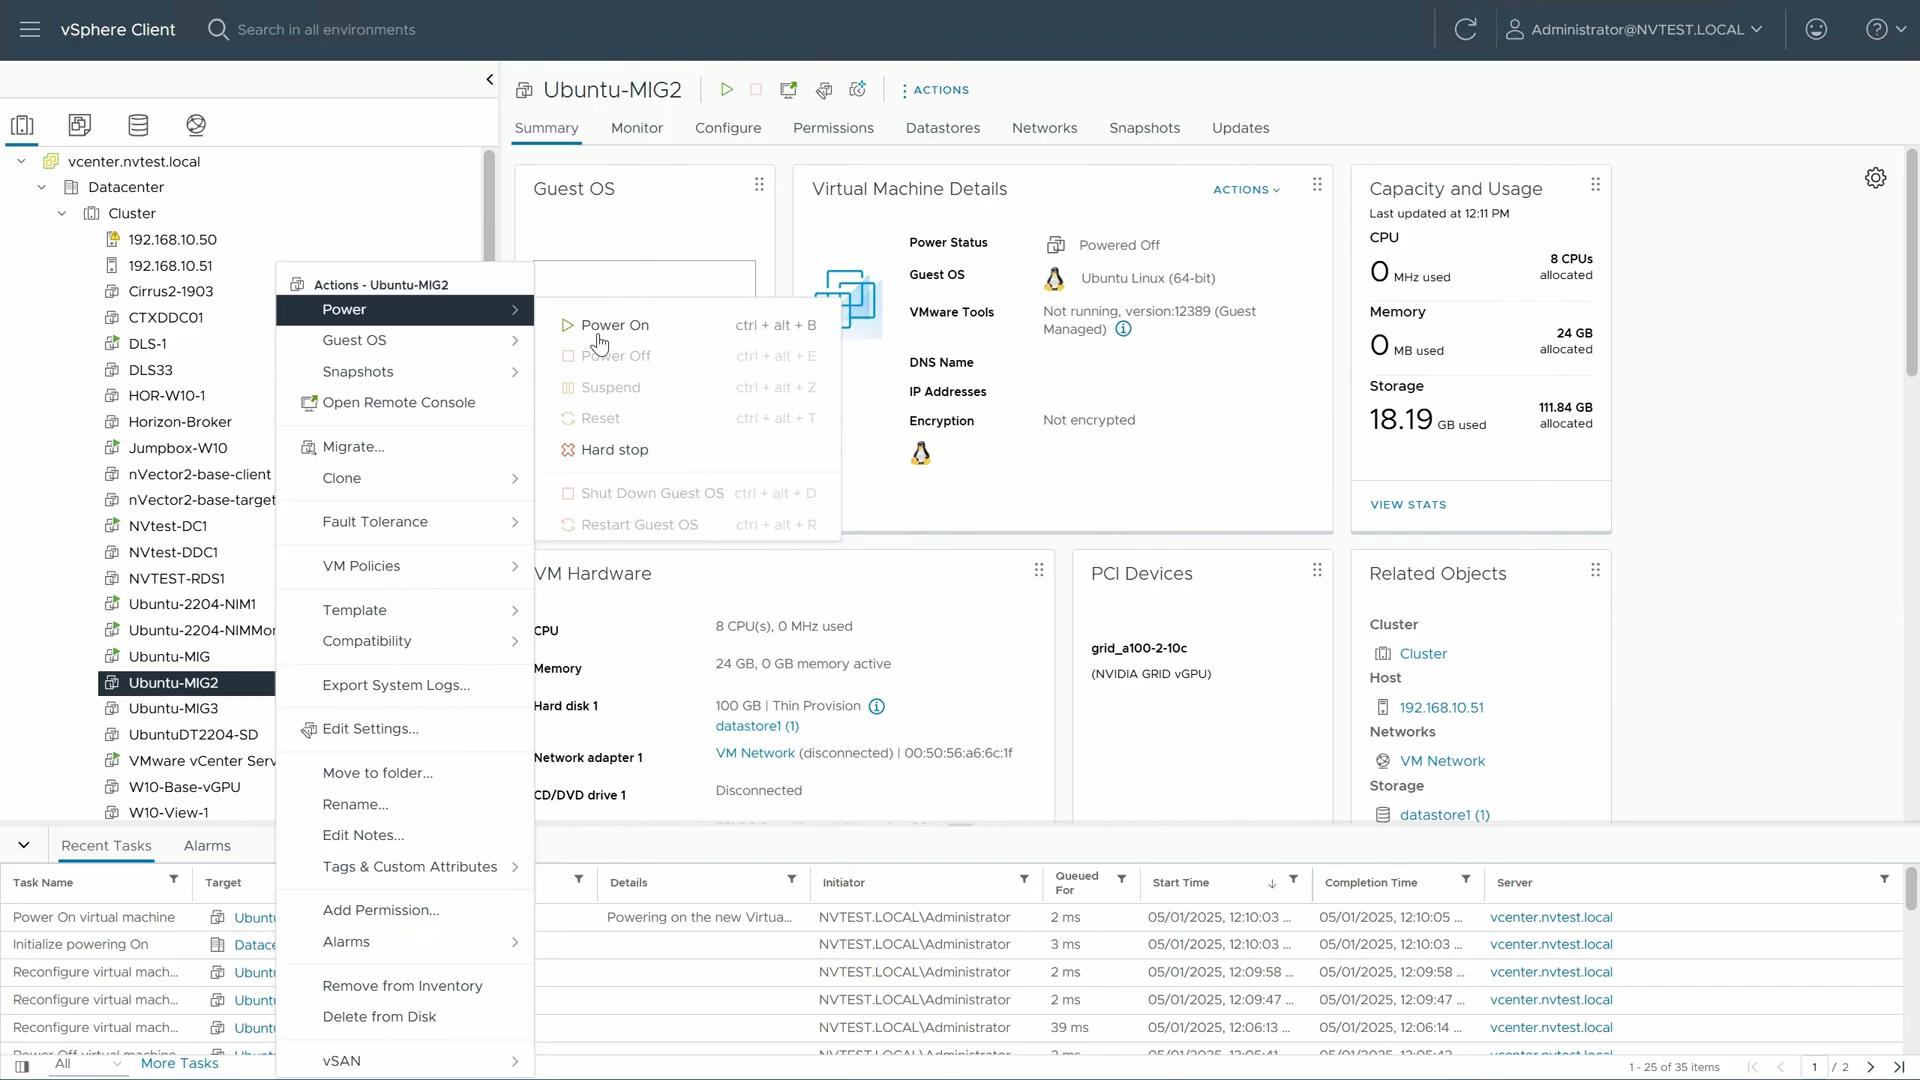 vSphere Client
Search in all environments
Administrator@NVTEST.LOCAL
Ubuntu-MIG2
ACTIONS
Summary
Monitor
Configure
Permissions
Datastores
Networks
Snapshots
Updates
vcenter.nvtest.local
Datacenter
Cluster
192.168.10.50
192.168.10.51
Cirrus2-1903
CTXDDC01
DLS-1
DLS33
HOR-W10-1
Horizon-Broker
Jumpbox-W10
nVector2-base-client
nVector2-base-target
NVtest-DC1
NVtest-DDC1
NVTEST-RDS1
Ubuntu-2204-NIM1
Ubuntu-2204-NIMMon
Ubuntu-MIG
Ubuntu-MIG2
Ubuntu-MIG3
UbuntuDT2204-SD
VMware vCenter Serv
W10-Base-vGPU
W10-View-1
Actions - Ubuntu-MIG2
Power
Guest OS
Snapshots
Open Remote Console
Migrate...
Clone
Fault Tolerance
VM Policies
Template
Compatibility
Export System Logs...
Edit Settings...
Move to folder...
Rename...
Edit Notes...
Tags & Custom Attributes
Add Permission...
Alarms
Remove from Inventory
Delete from Disk
vSAN
Power On ctrl + alt + B
Power Off ctrl + alt + E
Suspend ctrl + alt + Z
Reset ctrl + alt + T
Hard stop
Shut Down Guest OS ctrl + alt + D
Restart Guest OS ctrl + alt + R
Guest OS
Virtual Machine Details
ACTIONS
Power Status Powered Off
Guest OS Ubuntu Linux (64-bit)
VMware Tools Not running, version:12389 (Guest
Managed)
DNS Name
IP Addresses
Encryption Not encrypted
Capacity and Usage
Last updated at 12:11 PM
CPU
0 MHz used 8 CPUs
allocated
Memory
0 MB used 24 GB
allocated
Storage
18.19 GB used 111.84 GB
allocated
VIEW STATS
VM Hardware
CPU 8 CPU(s), 0 MHz used
Memory 24 GB, 0 GB memory active
Hard disk 1 100 GB | Thin Provision
datastore1 (1)
Network adapter 1 VM Network (disconnected) | 00:50:56:a6:6c:1f
CD/DVD drive 1 Disconnected
PCI Devices
grid_a100-2-10c
(NVIDIA GRID vGPU)
Related Objects
Cluster
Cluster
Host
192.168.10.51
Networks
VM Network
Storage
datastore1 (1)
Recent Tasks
Alarms
Task Name Target Details Initiator Queued For Start Time Completion Time Server
Power On virtual machine Ubunt Powering on the new Virtua... NVTEST.LOCAL\Administrator 2 ms 05/01/2025, 12:10:03 ... 05/01/2025, 12:10:05 ... vcenter.nvtest.local
Initialize powering On Datace NVTEST.LOCAL\Administrator 3 ms 05/01/2025, 12:10:03 ... 05/01/2025, 12:10:03 ... vcenter.nvtest.local
Reconfigure virtual mach... Ubunt NVTEST.LOCAL\Administrator 2 ms 05/01/2025, 12:09:58 ... 05/01/2025, 12:09:58 ... vcenter.nvtest.local
Reconfigure virtual mach... Ubunt NVTEST.LOCAL\Administrator 2 ms 05/01/2025, 12:09:47 ... 05/01/2025, 12:09:47 ... vcenter.nvtest.local
Reconfigure virtual mach... Ubunt NVTEST.LOCAL\Administrator 39 ms 05/01/2025, 12:06:13 ... 05/01/2025, 12:06:14 ... vcenter.nvtest.local
All
More Tasks
1 - 25 of 35 items
1 / 2